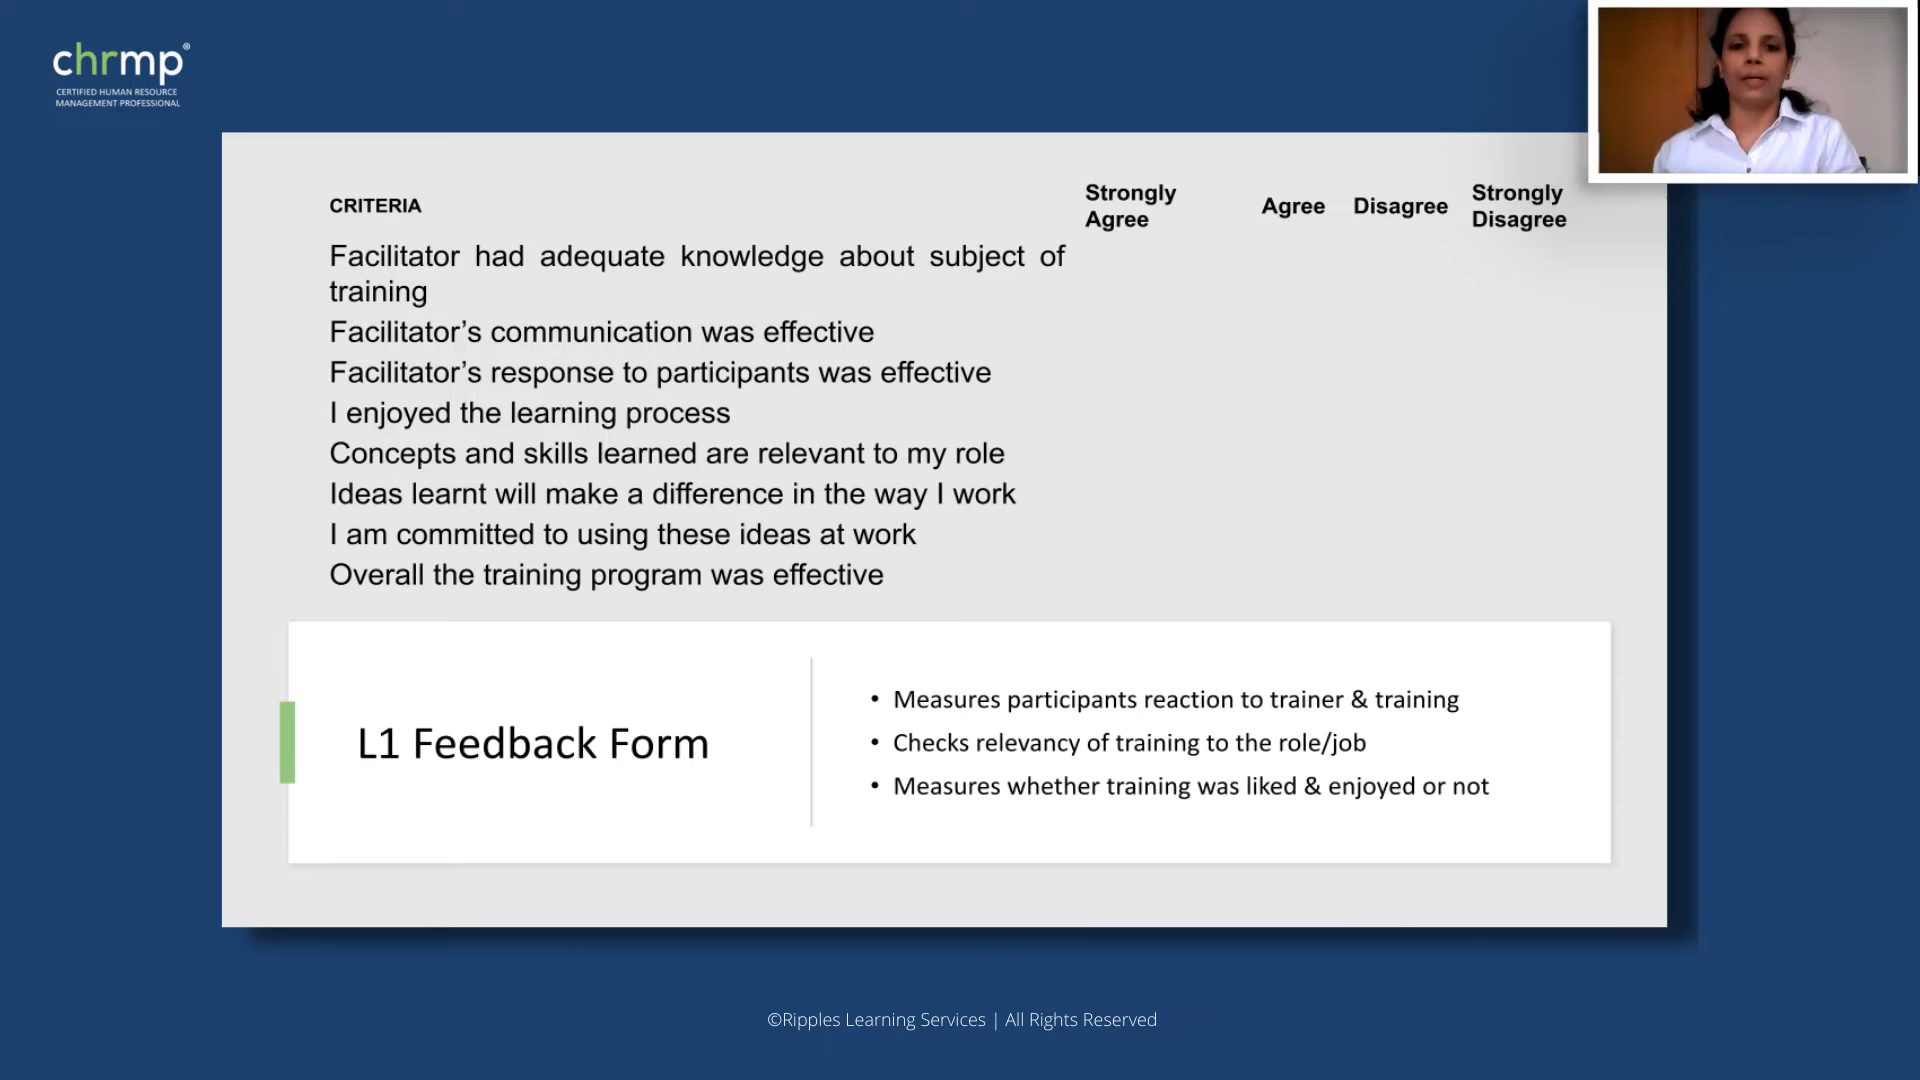 chrmp®
CERTIFIED HUMAN RESOURCE
MANAGEMENT PROFESSIONAL
CRITERIA
Strongly
Agree
Agree
Disagree
Strongly
Disagree
Facilitator had adequate knowledge about subject of
training
Facilitator’s communication was effective
Facilitator’s response to participants was effective
I enjoyed the learning process
Concepts and skills learned are relevant to my role
Ideas learnt will make a difference in the way I work
I am committed to using these ideas at work
Overall the training program was effective
L1 Feedback Form
• Measures participants reaction to trainer & training
• Checks relevancy of training to the role/job
• Measures whether training was liked & enjoyed or not
©Ripples Learning Services | All Rights Reserved